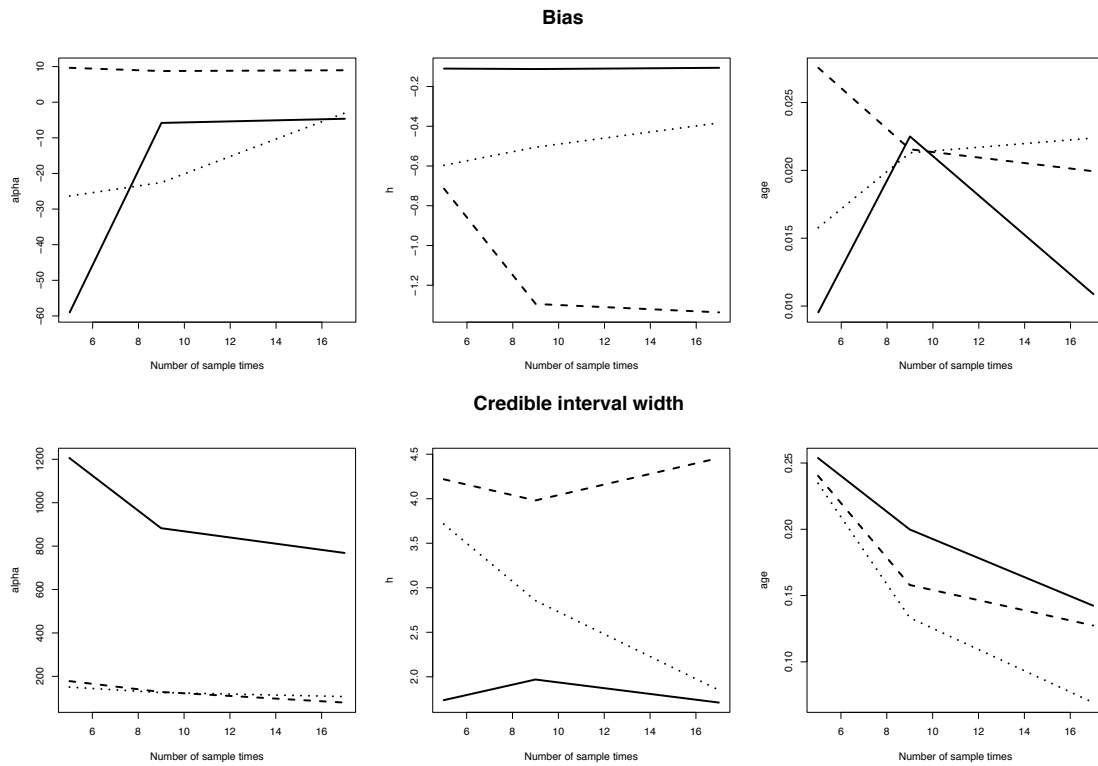 Bias
alpha
−60 −50 −40 −30 −20 −10 0 10
6 8 10 12 14 16
Number of sample times
h
−1.2 −1.0 −0.8 −0.6 −0.4 −0.2
6 8 10 12 14 16
Number of sample times
age
0.010 0.015 0.020 0.025
6 8 10 12 14 16
Number of sample times
Credible interval width
alpha
200 400 600 800 1000 1200
6 8 10 12 14 16
Number of sample times
h
2.0 2.5 3.0 3.5 4.0 4.5
6 8 10 12 14 16
Number of sample times
age
0.10 0.15 0.20 0.25
6 8 10 12 14 16
Number of sample times